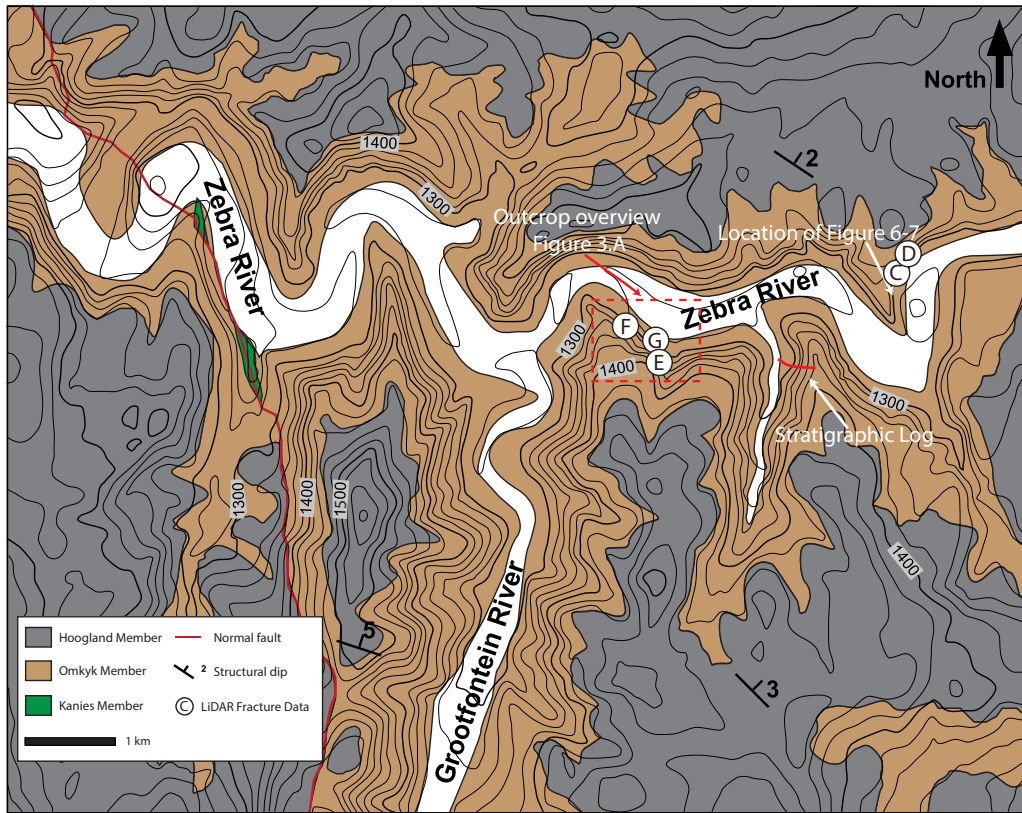 North
1400
2
1300
Zebra River
Outcrop overview
Figure 3.A
Location of Figure 6-7
D
C
Zebra River
F
G
E
1300
1400
1300
Stratigraphic Log
1300
1400
1500
1400
Grootfontein River
5
3
Hoogland Member
Normal fault
Omkyk Member
2
Structural dip
Kanies Member
C
LiDAR Fracture Data
1 km